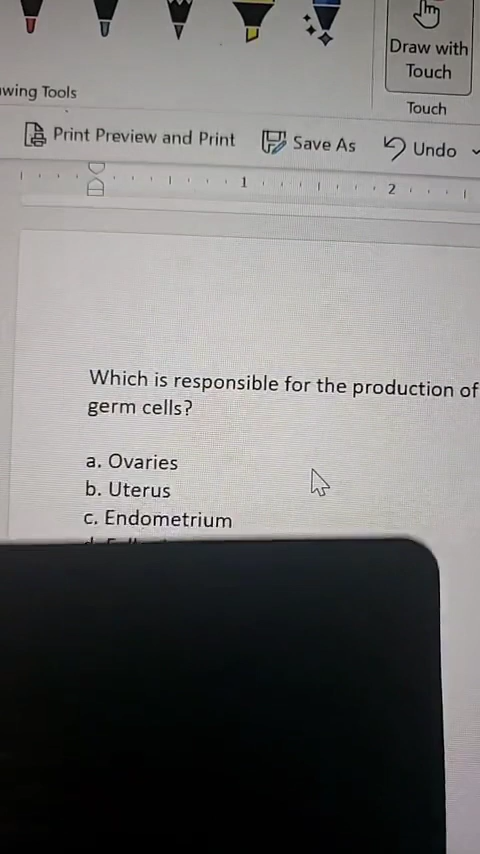 Draw with
Touch
awing Tools
Touch
Print Preview and Print Save As Undo
1 2
Which is responsible for the production of
germ cells?
a. Ovaries
b. Uterus
c. Endometrium